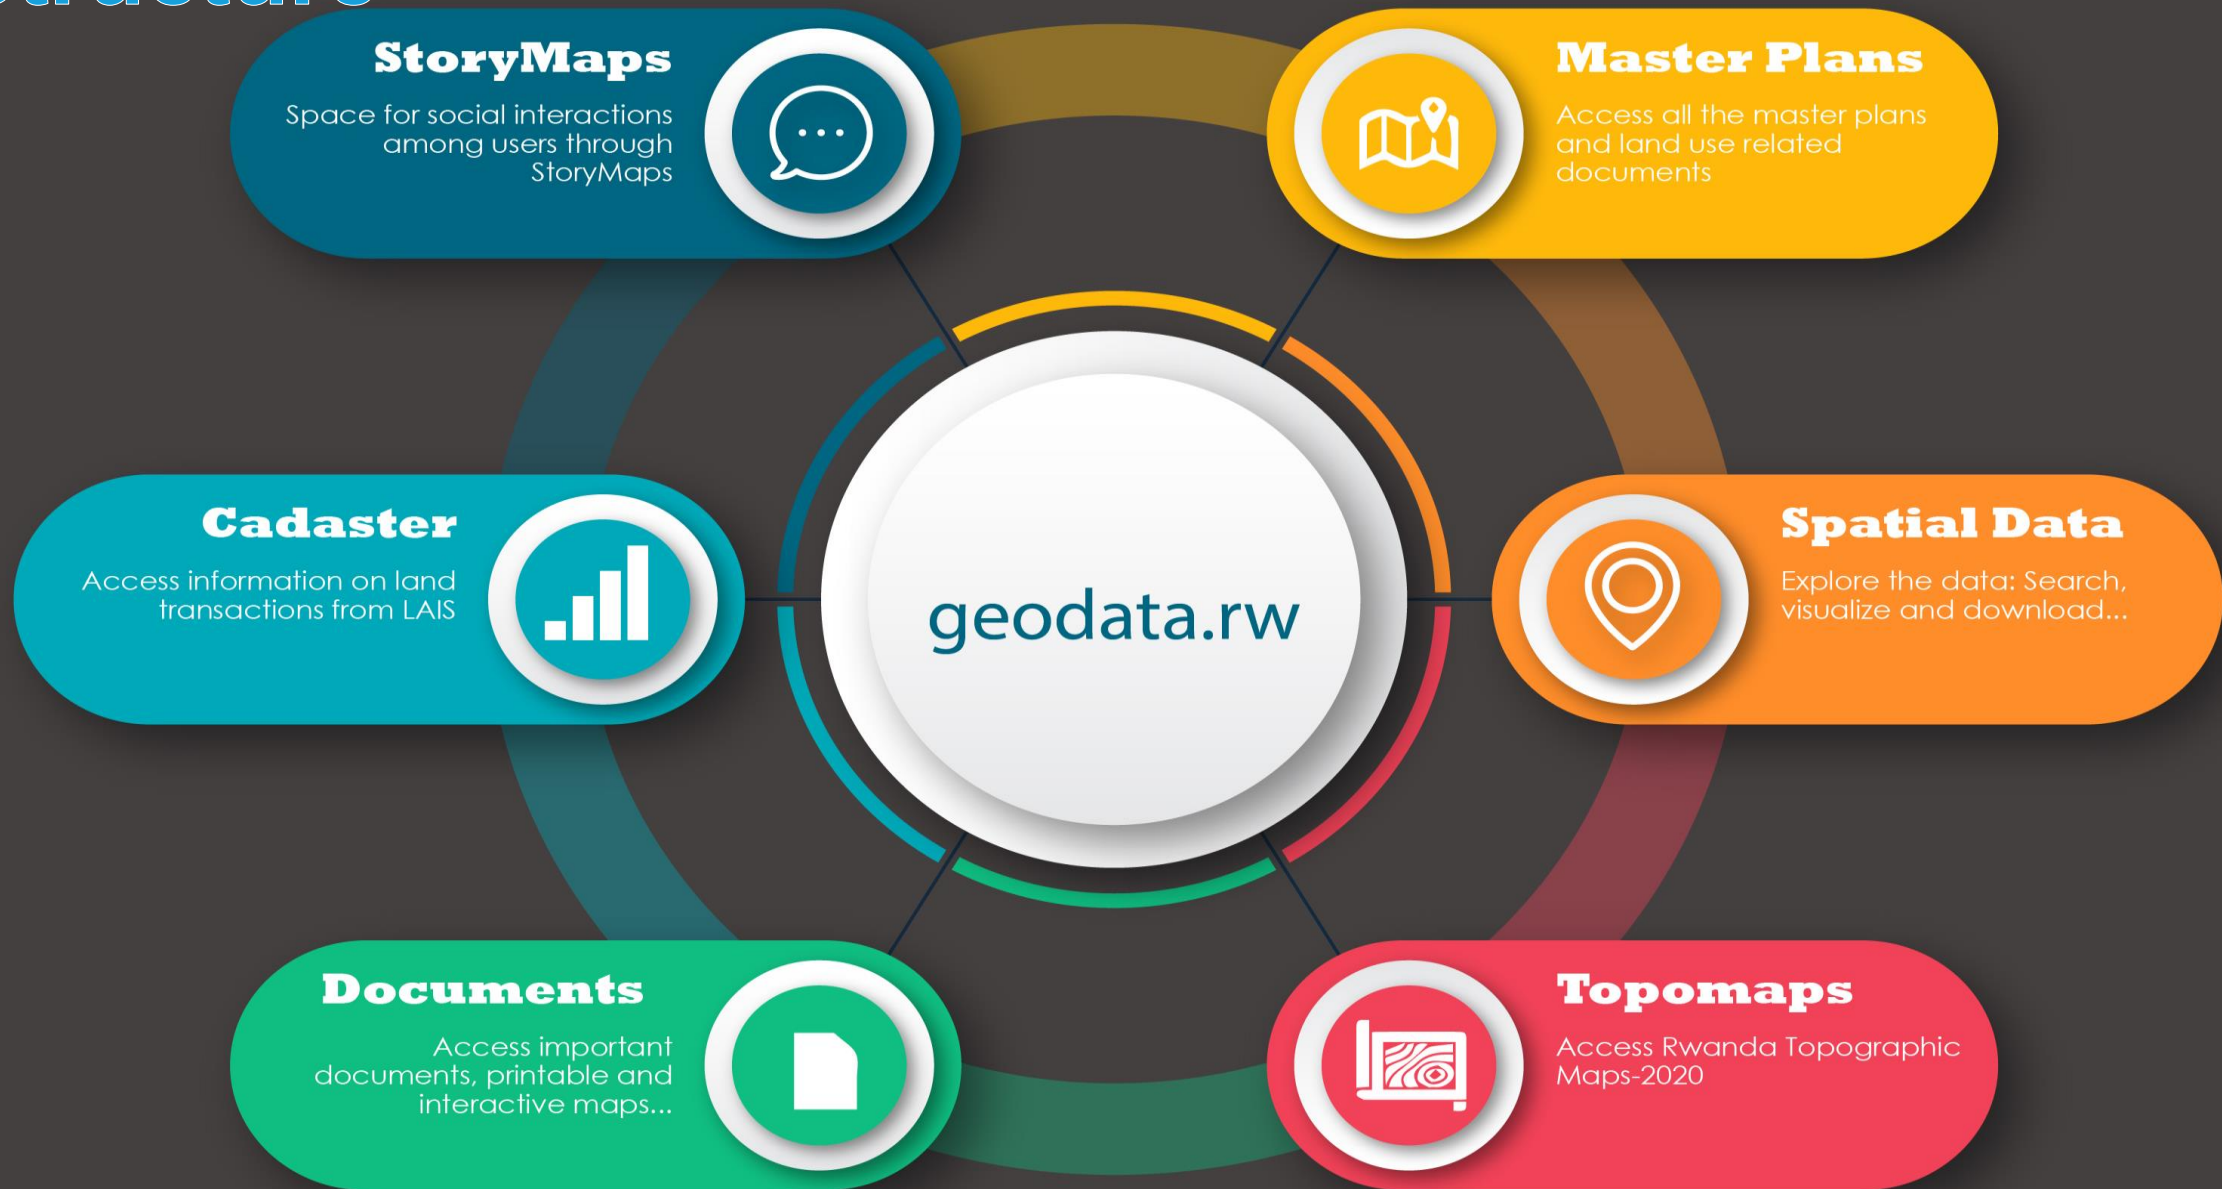 StoryMaps
Space for social interactions
among users through
StoryMaps
Master Plans
Access all the master plans
and land use related
documents
Cadaster
Access information on land
transactions from LAIS
geodata.rw
Spatial Data
Explore the data: Search,
visualize and download...
Documents
Access important
documents, printable and
interactive maps...
Topomaps
Access Rwanda Topographic
Maps-2020